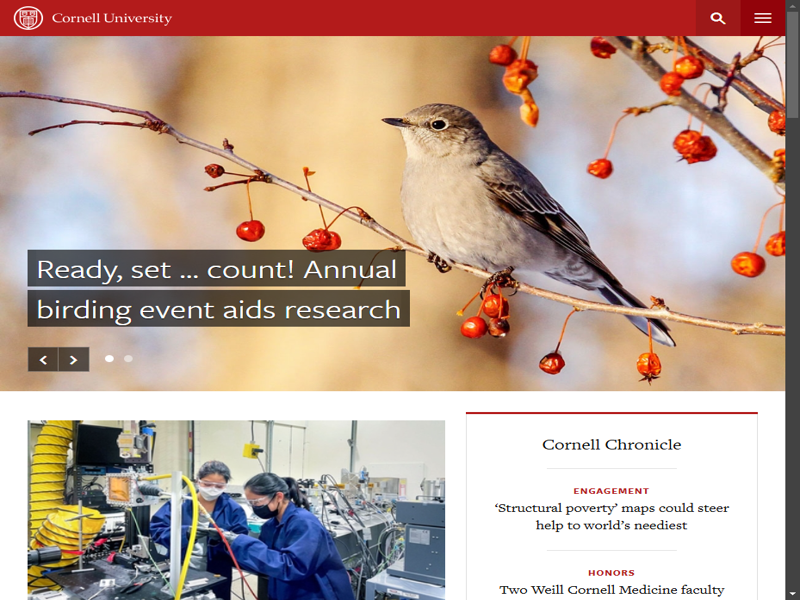 Cornell University
Ready, set ... count! Annual
birding event aids research
Cornell Chronicle
ENGAGEMENT
‘Structural poverty’ maps could steer
help to world’s neediest
HONORS
Two Weill Cornell Medicine faculty